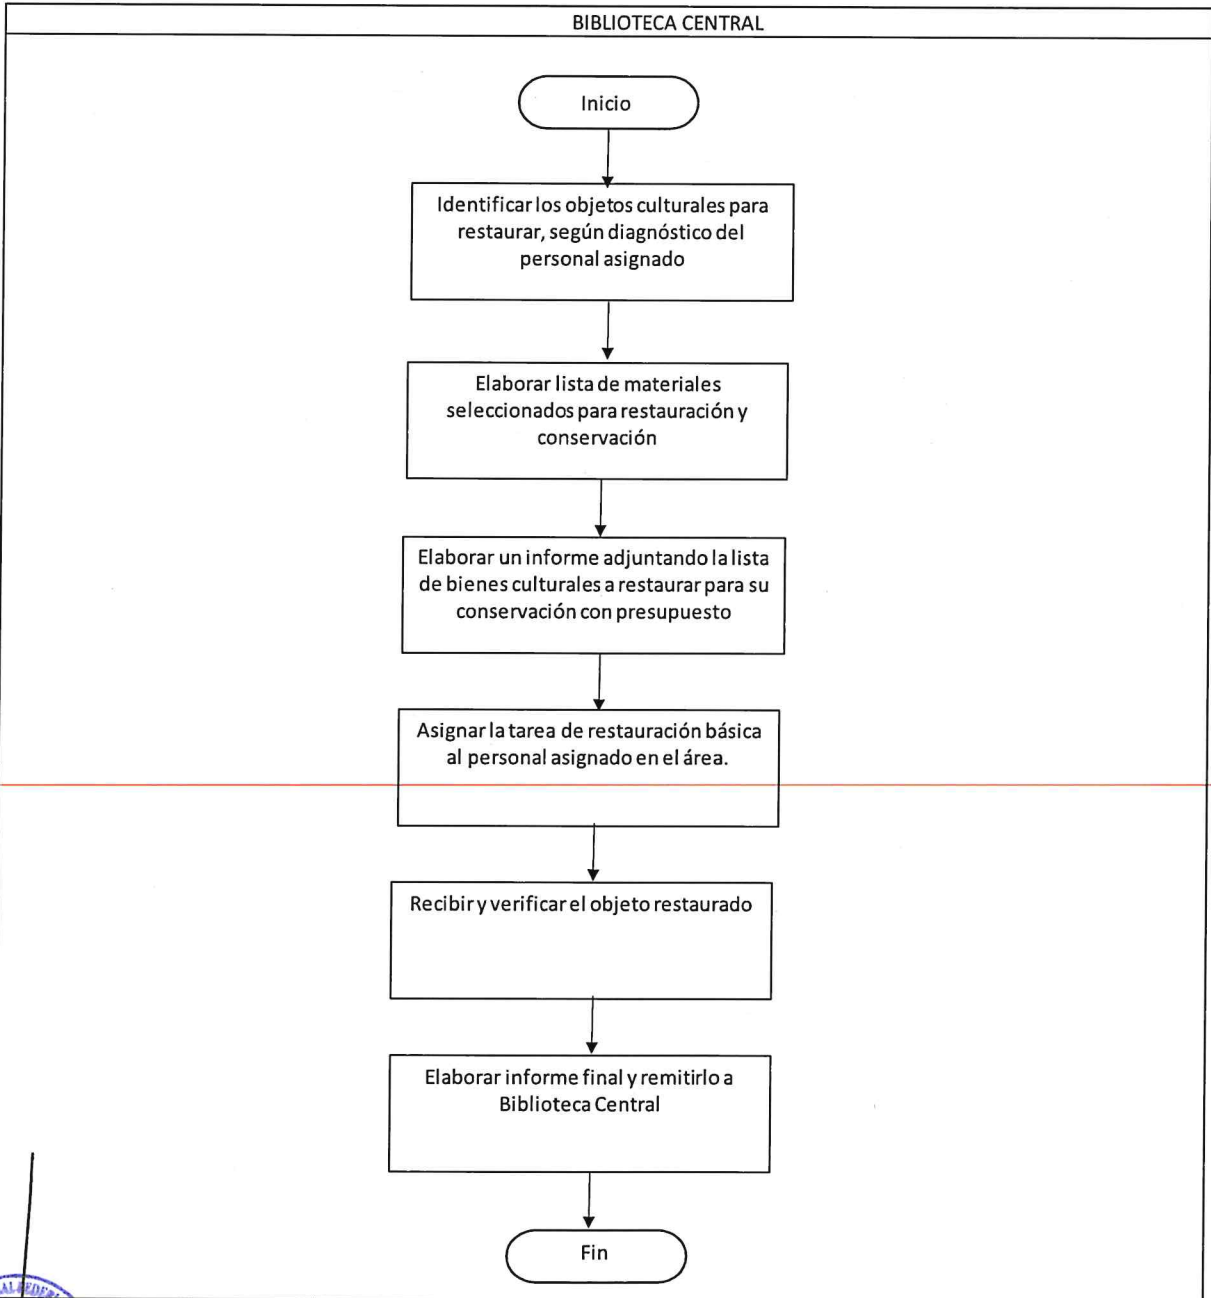 BIBLIOTECA CENTRAL
Inicio
Identificar los objetos culturales para
restaurar, según diagnóstico del
personal asignado
Elaborar lista de materiales
seleccionados para restauración y
conservación
Elaborar un informe adjuntando la lista
de bienes culturales a restaurar para su
conservación con presupuesto
Asignar la tarea de restauración básica
al personal asignado en el área.
Recibir y verificar el objeto restaurado
Elaborar informe final y remitirlo a
Biblioteca Central
Fin